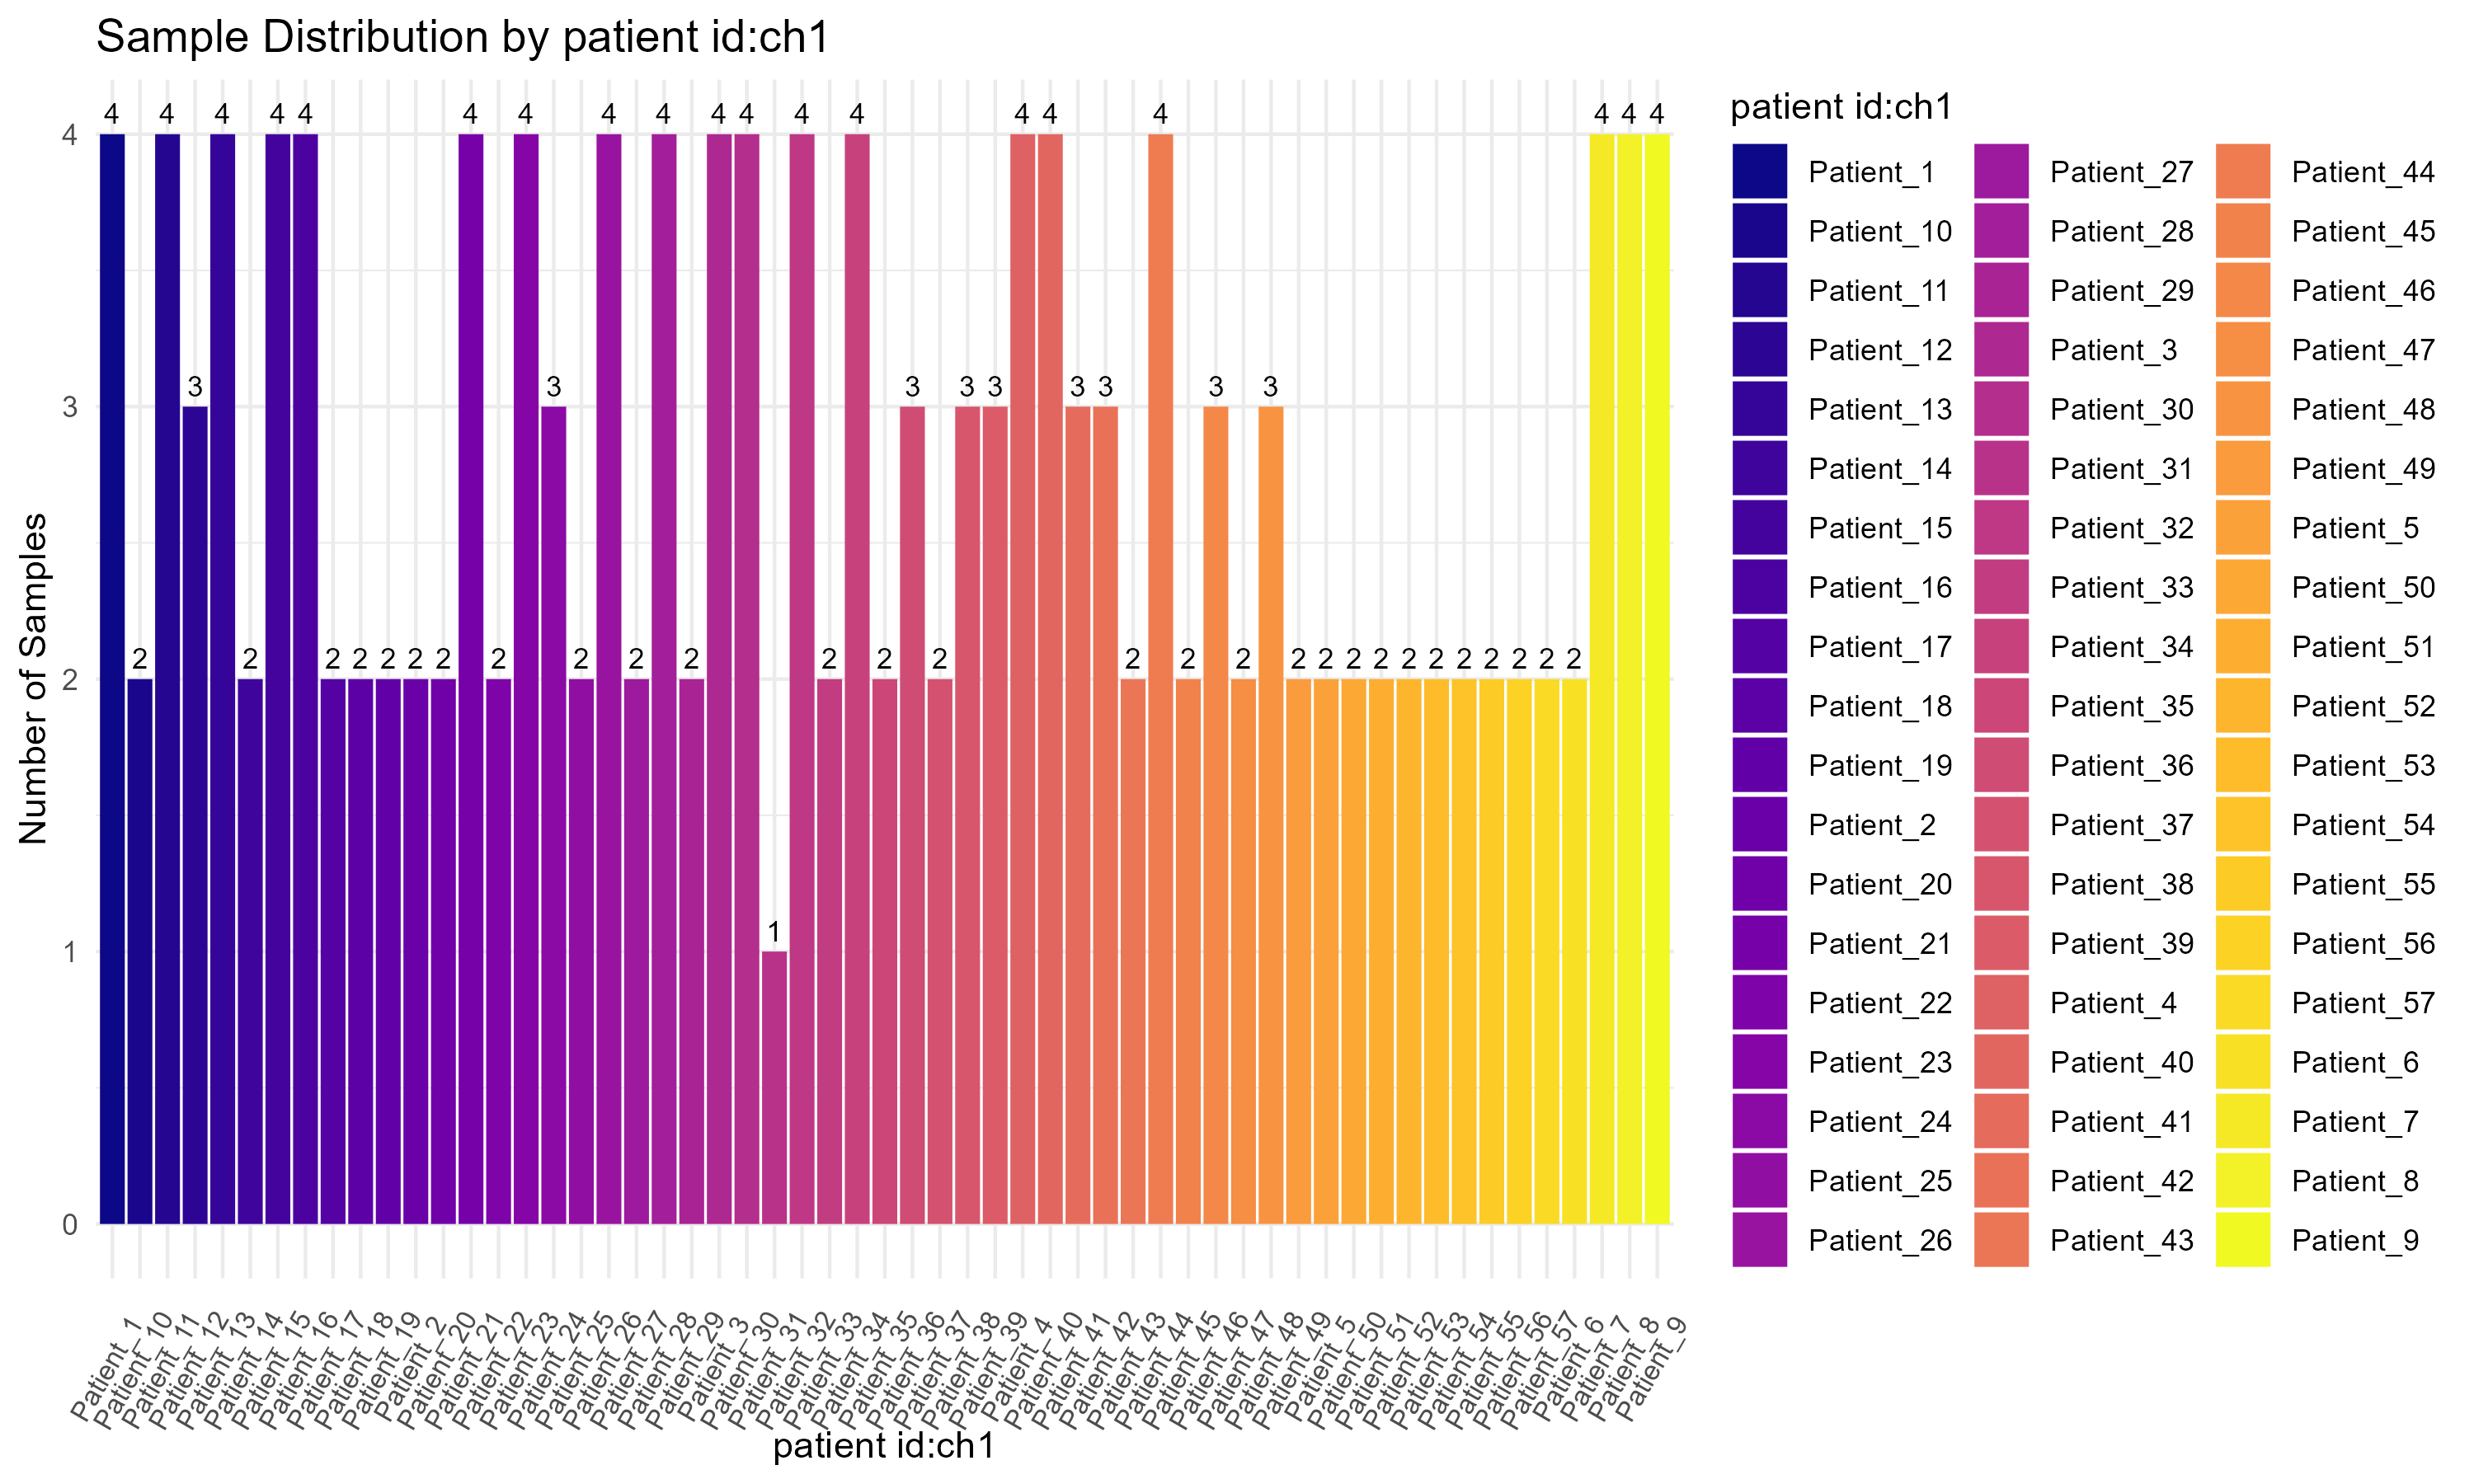 Sample Distribution by patient id:ch1
4 2 4 3 4 2 4 4 2 2 2 2 2 4 2 4 3 2 4 2 4 2 4 4 1 4 2 4 2 3 2 3 3 4 4 3 3 2 4 2 3 2 3 2 2 2 2 2 2 2 2 2 2 2 4 4 4
4
3
2
1
0
Number of Samples
Patient_1
Patient_10
Patient_11
Patient_12
Patient_13
Patient_14
Patient_15
Patient_16
Patient_17
Patient_18
Patient_19
Patient_2
Patient_20
Patient_21
Patient_22
Patient_23
Patient_24
Patient_25
Patient_26
Patient_27
Patient_28
Patient_29
Patient_3
Patient_30
Patient_31
Patient_32
Patient_33
Patient_34
Patient_35
Patient_36
Patient_37
Patient_38
Patient_39
Patient_4
Patient_40
Patient_41
Patient_42
Patient_43
Patient_44
Patient_45
Patient_46
Patient_47
Patient_48
Patient_49
Patient_5
Patient_50
Patient_51
Patient_52
Patient_53
Patient_54
Patient_55
Patient_56
Patient_57
Patient_6
Patient_7
Patient_8
Patient_9
patient id:ch1
patient id:ch1
Patient_1
Patient_10
Patient_11
Patient_12
Patient_13
Patient_14
Patient_15
Patient_16
Patient_17
Patient_18
Patient_19
Patient_2
Patient_20
Patient_21
Patient_22
Patient_23
Patient_24
Patient_25
Patient_26
Patient_27
Patient_28
Patient_29
Patient_3
Patient_30
Patient_31
Patient_32
Patient_33
Patient_34
Patient_35
Patient_36
Patient_37
Patient_38
Patient_39
Patient_4
Patient_40
Patient_41
Patient_42
Patient_43
Patient_44
Patient_45
Patient_46
Patient_47
Patient_48
Patient_49
Patient_5
Patient_50
Patient_51
Patient_52
Patient_53
Patient_54
Patient_55
Patient_56
Patient_57
Patient_6
Patient_7
Patient_8
Patient_9